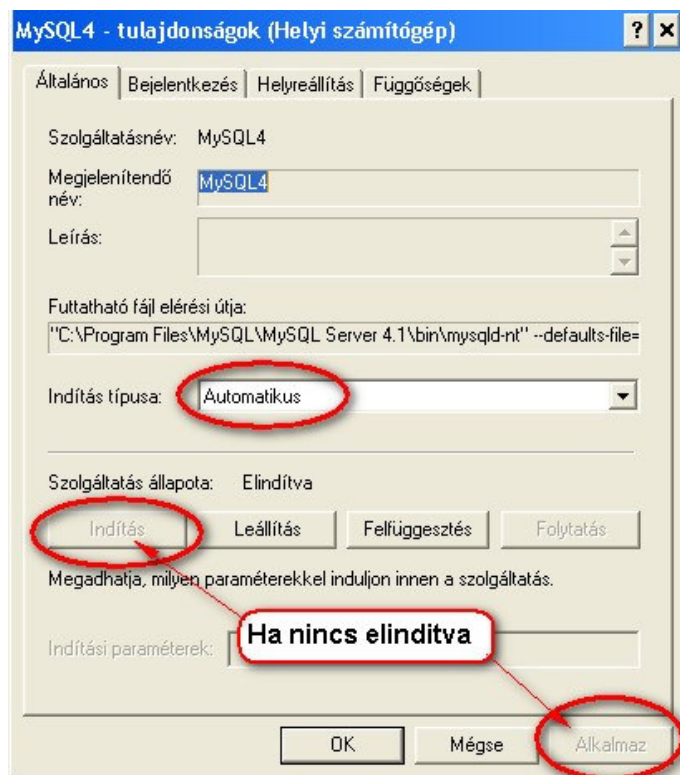 MySQL4 - tulajdonságok (Helyi számítógép)
Általános Bejelentkezés Helyreállítás Függőségek
Szolgáltatásnév: MySQL4
Megjelenítendő név: MySQL4
Leírás:
Futtatható fájl elérési útja:
"C:\Program Files\MySQL\MySQL Server 4.1\bin\mysqld-nt" --defaults-file=
Indítás típusa: Automatikus
Szolgáltatás állapota: Elindítva
Indítás Leállítás Felfüggesztés Folytatás
Megadhatja, milyen paraméterekkel induljon innen a szolgáltatás.
Ha nincs elinditva
Indítási paraméterek:
OK Mégse Alkalmaz